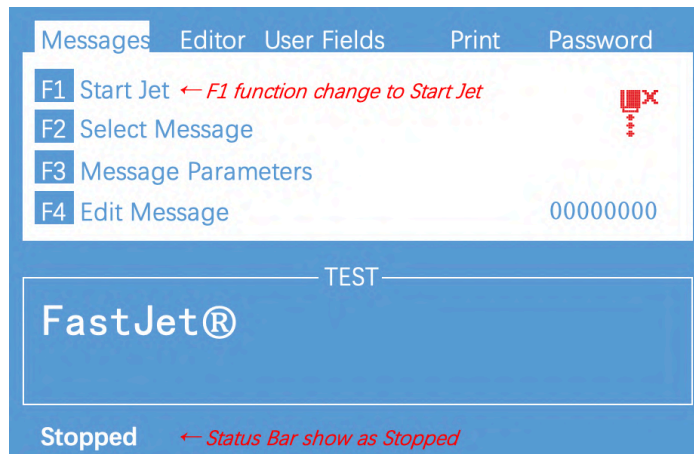 Messages Editor User Fields Print Password
F1 Start Jet ← F1 function change to Start Jet
F2 Select Message
F3 Message Parameters
F4 Edit Message 00000000
TEST
FastJet®
Stopped ← Status Bar show as Stopped